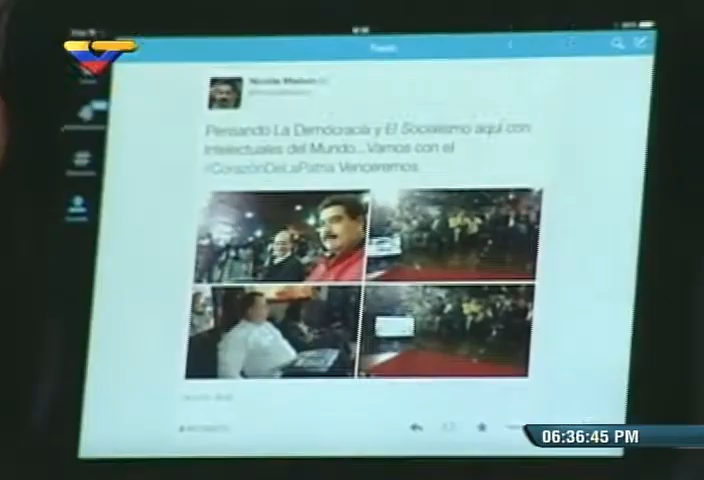 Tweet
Nicolás Maduro
Pensando La Democracia y El Socialismo aquí con
Intelectuales del Mundo...Vamos con el
#CorazónDeLaPatria Venceremos
06:36:45 PM